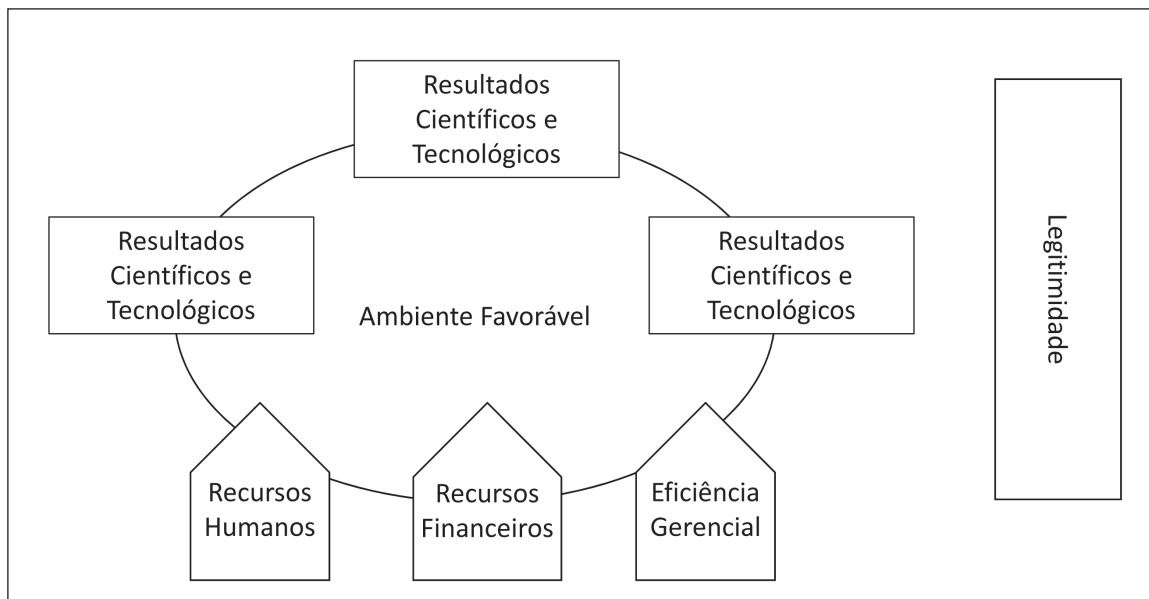 Resultados
Científicos e
Tecnológicos
Resultados
Científicos e
Tecnológicos
Resultados
Científicos e
Tecnológicos
Ambiente Favorável
Recursos
Humanos
Recursos
Financeiros
Eficiência
Gerencial
Legitimidade